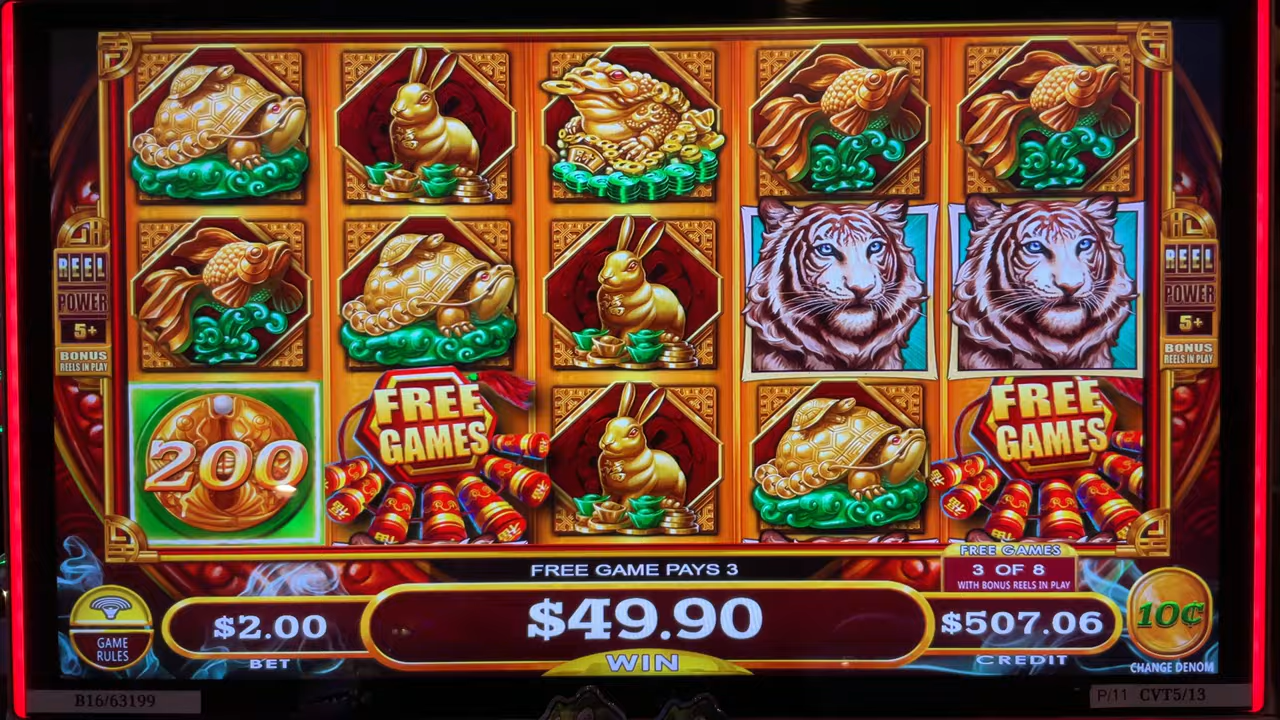 REEL
POWER
5+
BONUS
REELS IN PLAY
REEL
POWER
5+
BONUS
REELS IN PLAY
200
FREE
GAMES
FREE
GAMES
FREE GAME PAYS 3
FREE GAMES
3 OF 8
WITH BONUS REELS IN PLAY
GAME
RULES
$2.00
BET
$49.90
WIN
$507.06
CREDIT
10¢
CHANGE DENOM
B16/63199
P/11 CVT5/13